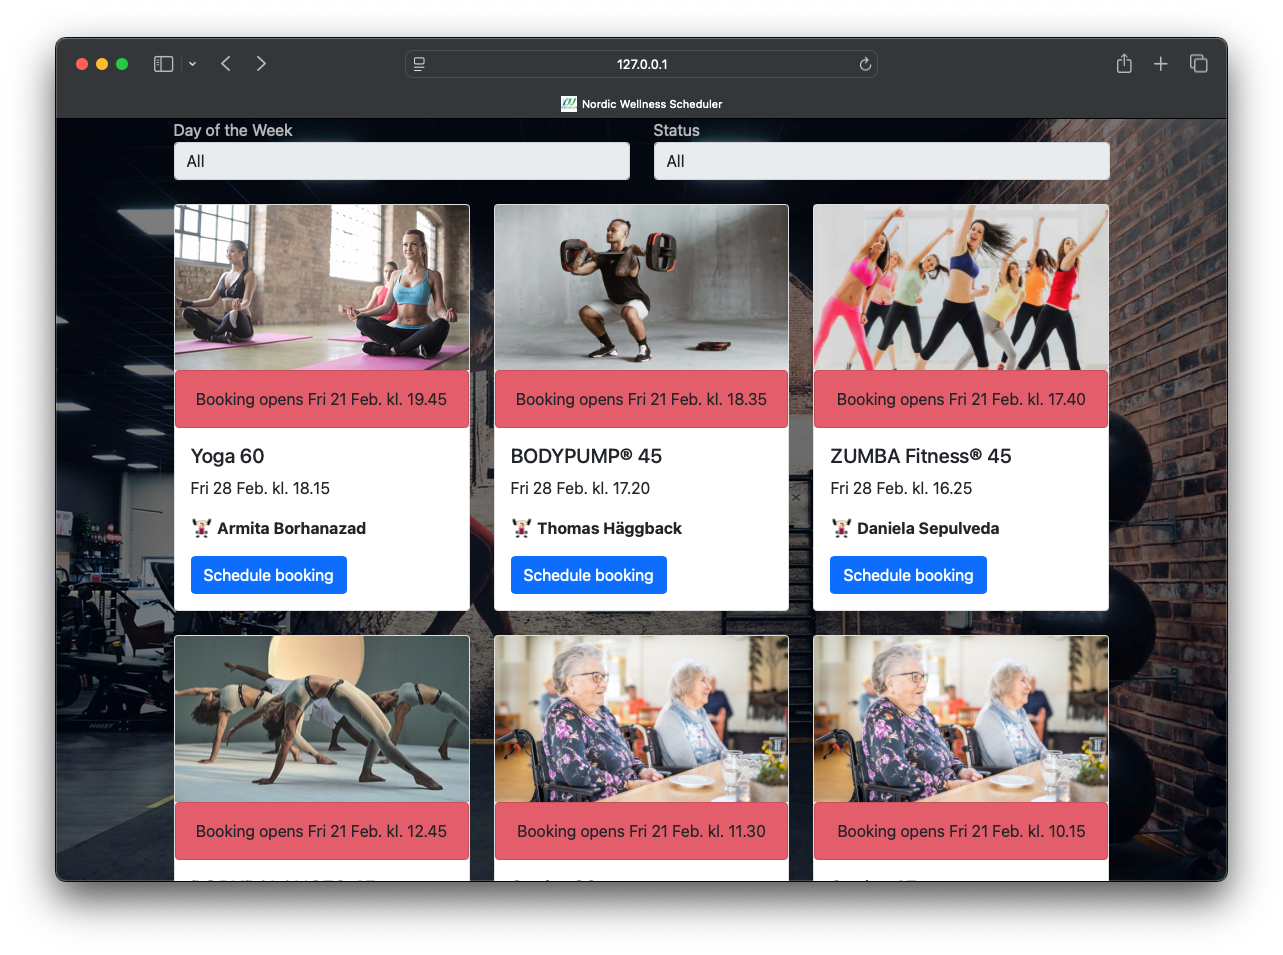 127.0.0.1
Nordic Wellness Scheduler
Day of the Week
Status
All
All
Booking opens Fri 21 Feb. kl. 19.45
Booking opens Fri 21 Feb. kl. 18.35
Booking opens Fri 21 Feb. kl. 17.40
Yoga 60
BODYPUMP® 45
ZUMBA Fitness® 45
Fri 28 Feb. kl. 18.15
Fri 28 Feb. kl. 17.20
Fri 28 Feb. kl. 16.25
Armita Borhanazad
Thomas Häggback
Daniela Sepulveda
Schedule booking
Schedule booking
Schedule booking
Booking opens Fri 21 Feb. kl. 12.45
Booking opens Fri 21 Feb. kl. 11.30
Booking opens Fri 21 Feb. kl. 10.15